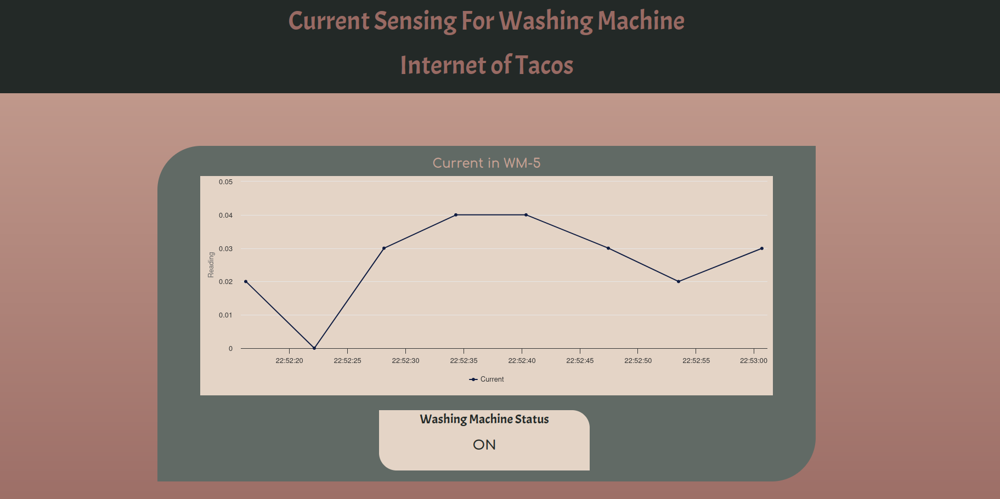 Current Sensing For Washing Machine
Internet of Tacos
Current in WM-5
0.05
0.04
0.03
0.02
0.01
0
Reading
22:52:20 22:52:25 22:52:30 22:52:35 22:52:40 22:52:45 22:52:50 22:52:55 22:53:00
Current
Washing Machine Status
ON